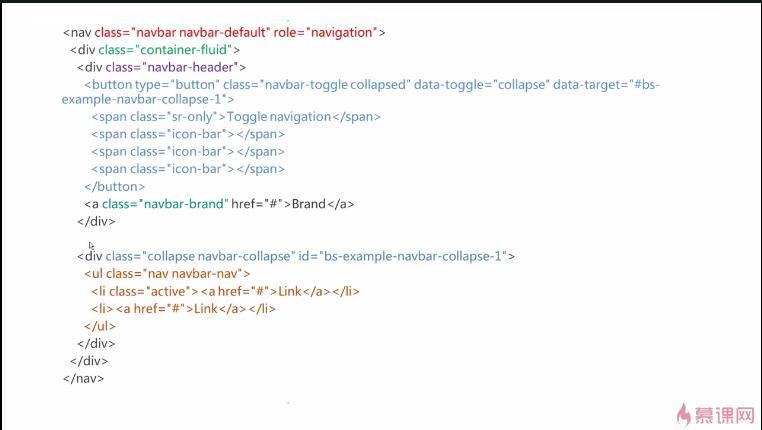 <nav class="navbar navbar-default" role="navigation">
<div class="container-fluid">
<div class="navbar-header">
<button type="button" class="navbar-toggle collapsed" data-toggle="collapse" data-target="#bs-
example-navbar-collapse-1">
<span class="sr-only">Toggle navigation</span>
<span class="icon-bar"></span>
<span class="icon-bar"></span>
<span class="icon-bar"></span>
</button>
<a class="navbar-brand" href="#">Brand</a>
</div>
<div class="collapse navbar-collapse" id="bs-example-navbar-collapse-1">
<ul class="nav navbar-nav">
<li class="active"><a href="#">Link</a></li>
<li><a href="#">Link</a></li>
</ul>
</div>
</div>
</nav>
慕课网